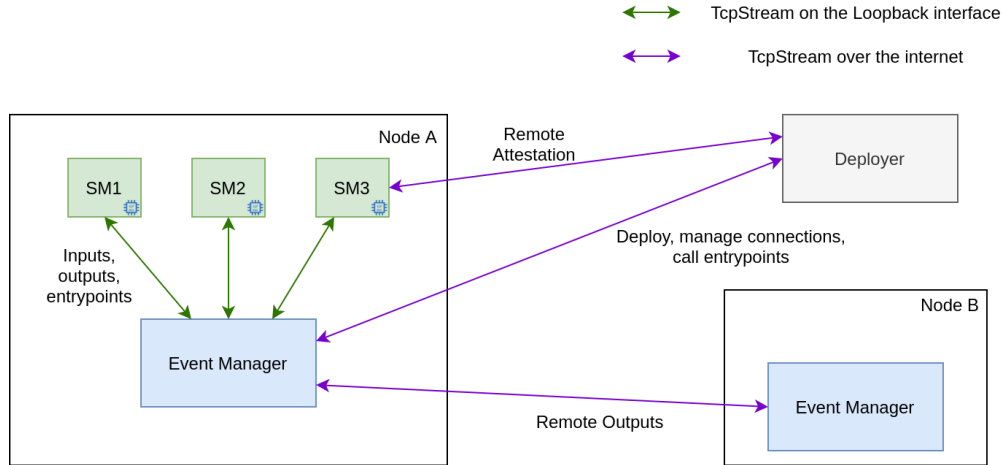 TcpStream on the Loopback interface
TcpStream over the internet
Node A
SM1
SM2
SM3
Remote
Attestation
Deployer
Inputs,
outputs,
entrypoints
Deploy, manage connections,
call entrypoints
Event Manager
Node B
Event Manager
Remote Outputs